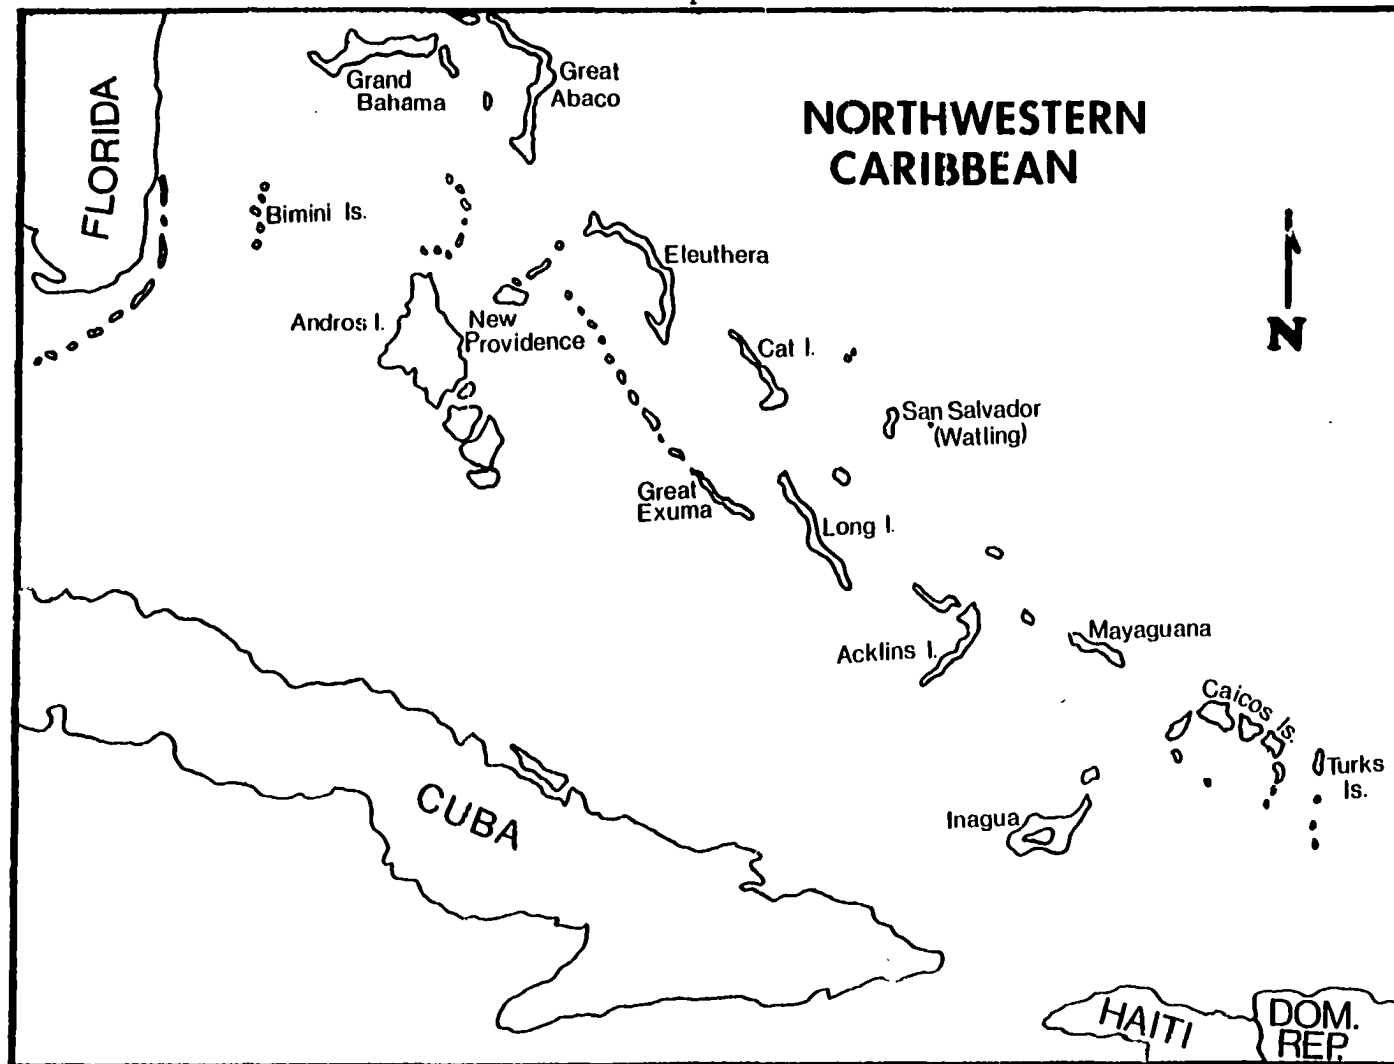 Grand
Bahama
Great
Abaco
NORTHWESTERN
CARIBBEAN
FLORIDA
Bimini Is.
Eleuthera
Andros I.
New
Providence
Cat I.
N
San Salvador
(Watling)
Great
Exuma
Long I.
Acklins I.
Mayaguana
Caicos Is.
Turks
Is.
Inagua
CUBA
HAITI
DOM.
REP.